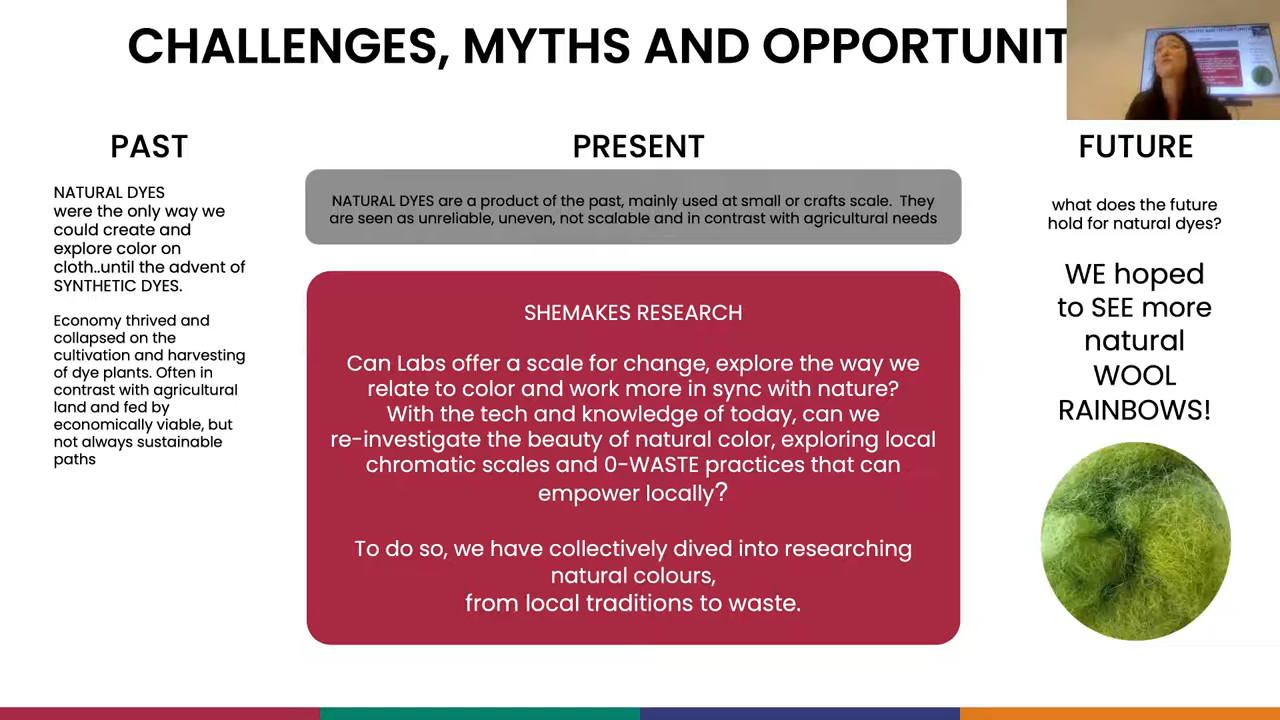 CHALLENGES, MYTHS AND OPPORTUNIT
PAST
NATURAL DYES
were the only way we
could create and
explore color on
cloth..until the advent of
SYNTHETIC DYES.
Economy thrived and
collapsed on the
cultivation and harvesting
of dye plants. Often in
contrast with agricultural
land and fed by
economically viable, but
not always sustainable
paths
PRESENT
NATURAL DYES are a product of the past, mainly used at small or crafts scale. They
are seen as unreliable, uneven, not scalable and in contrast with agricultural needs
SHEMAKES RESEARCH
Can Labs offer a scale for change, explore the way we
relate to color and work more in sync with nature?
With the tech and knowledge of today, can we
re-investigate the beauty of natural color, exploring local
chromatic scales and 0-WASTE practices that can
empower locally?
To do so, we have collectively dived into researching
natural colours,
from local traditions to waste.
FUTURE
what does the future
hold for natural dyes?
WE hoped
to SEE more
natural
WOOL
RAINBOWS!